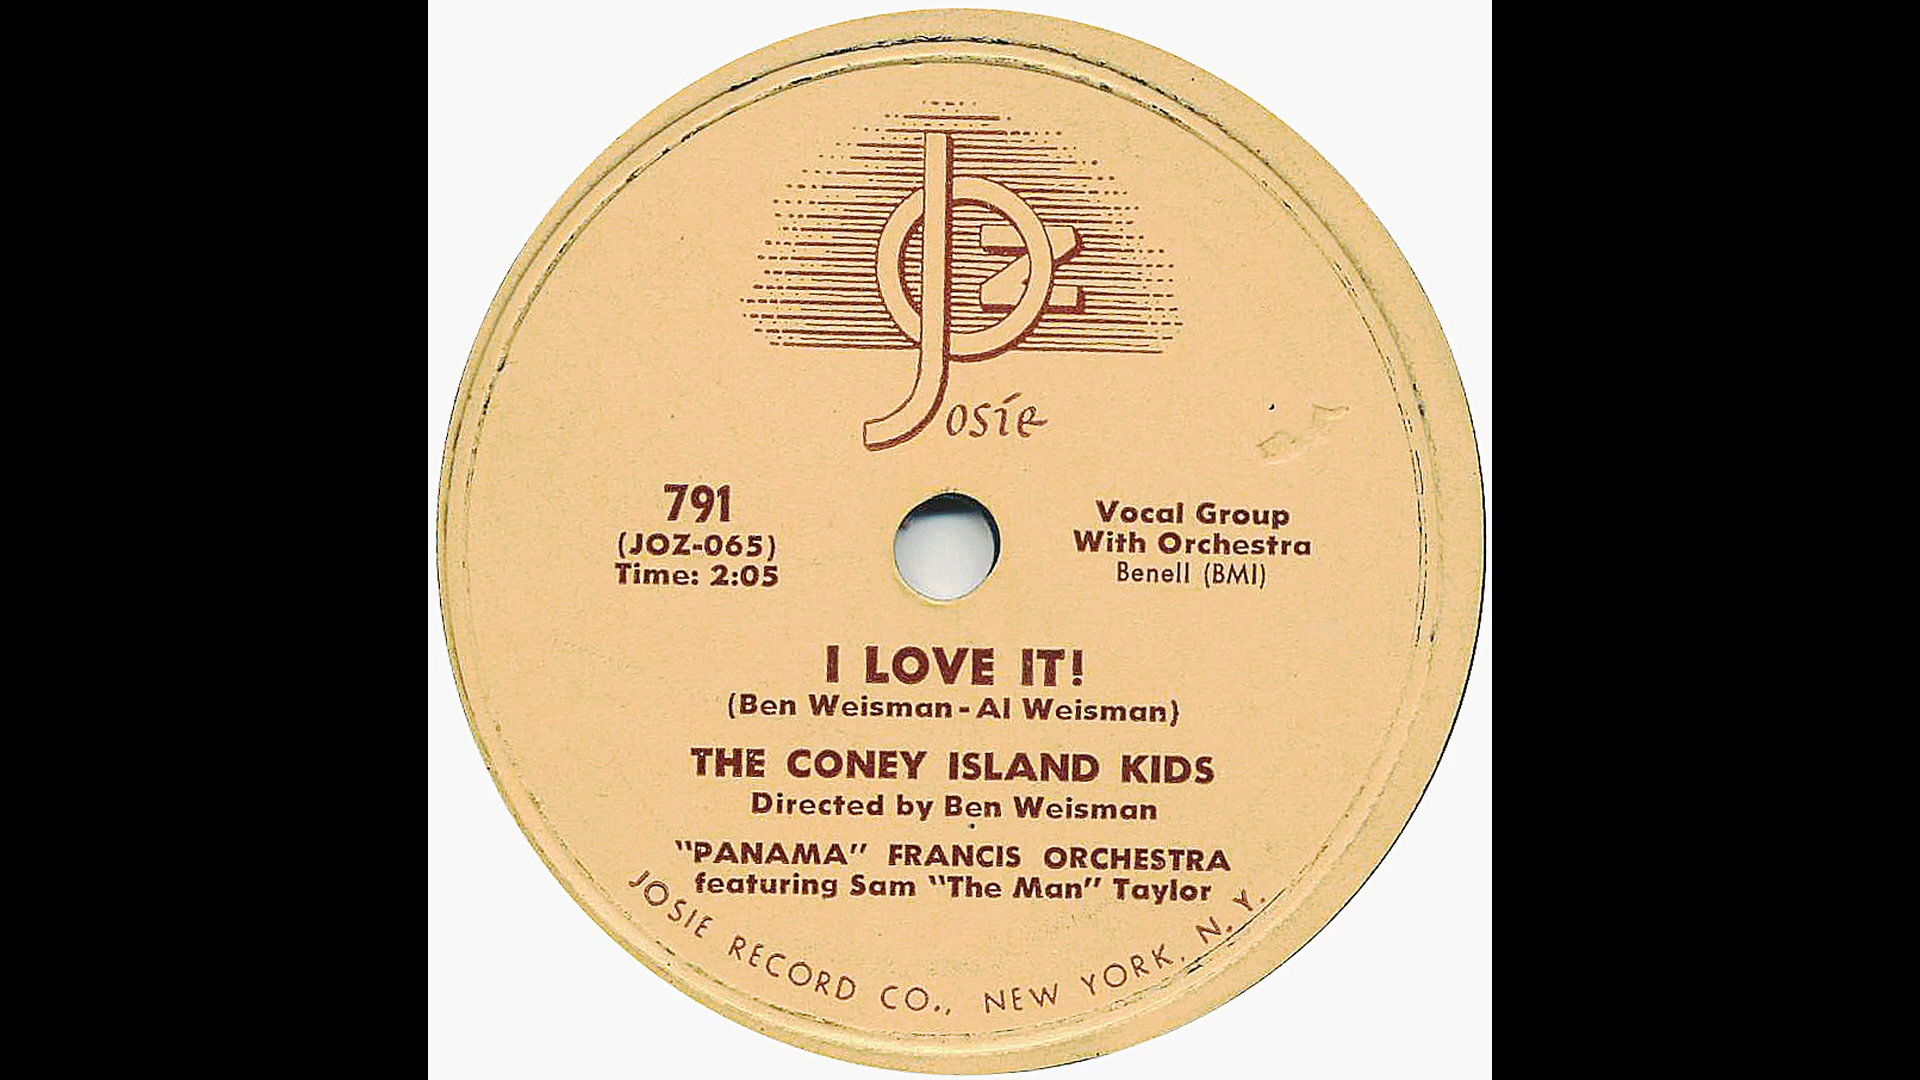 JOZ
Josie
791
(JOZ-065)
Time: 2:05
Vocal Group
With Orchestra
Benell (BMI)
I LOVE IT!
(Ben Weisman - Al Weisman)
THE CONEY ISLAND KIDS
Directed by Ben Weisman
"PANAMA" FRANCIS ORCHESTRA
featuring Sam "The Man" Taylor
JOSIE RECORD CO., NEW YORK, N. Y.